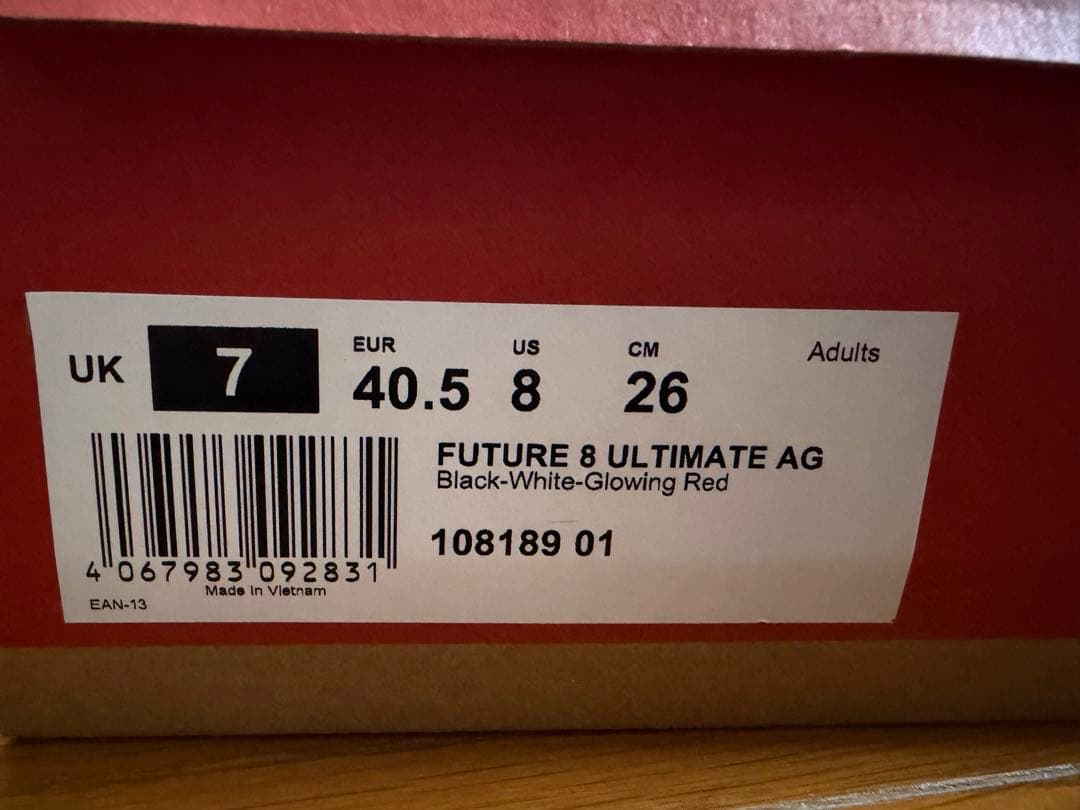 UK 7
EUR US CM
40.5 8 26
Adults
FUTURE 8 ULTIMATE AG
Black-White-Glowing Red
108189 01
4 067983 092831
Made in Vietnam
EAN-13